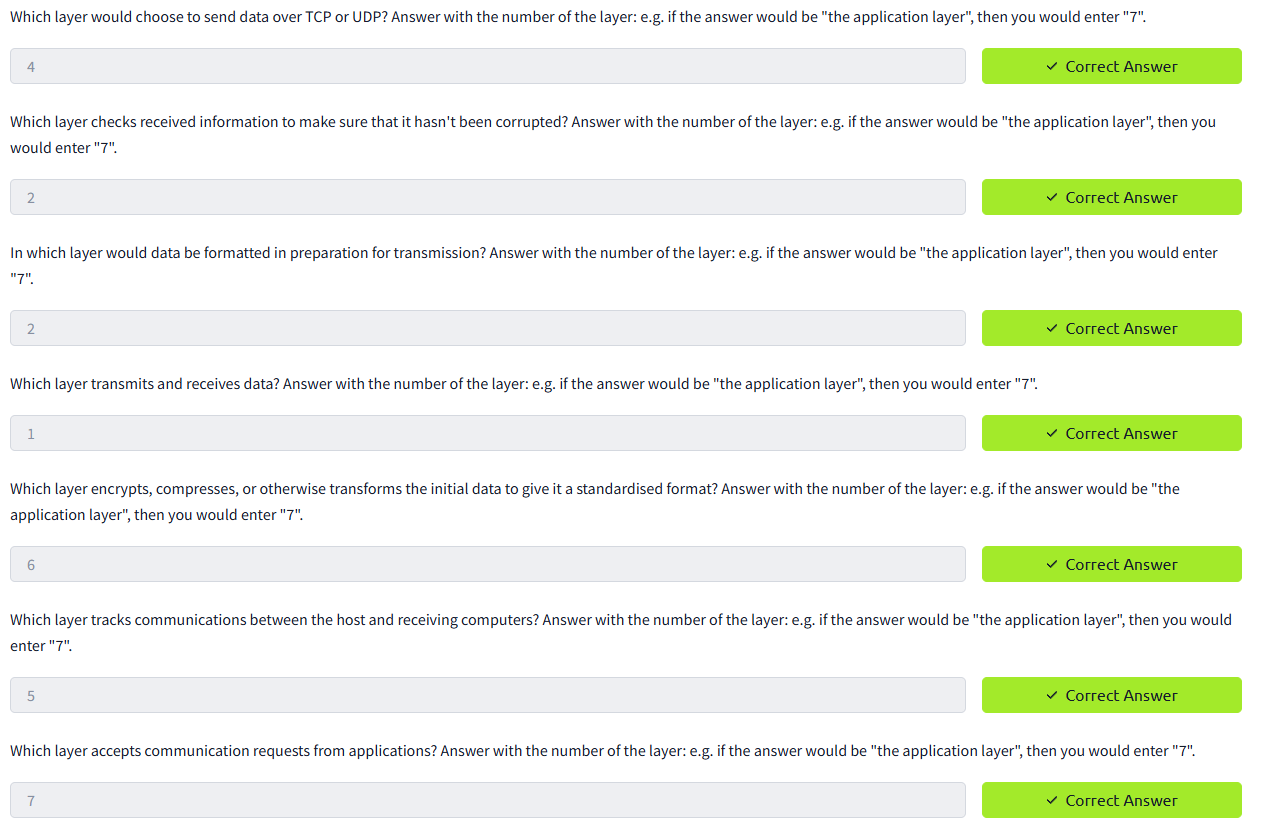 Which layer would choose to send data over TCP or UDP? Answer with the number of the layer: e.g. if the answer would be "the application layer", then you would enter "7".
4
✓ Correct Answer
Which layer checks received information to make sure that it hasn't been corrupted? Answer with the number of the layer: e.g. if the answer would be "the application layer", then you
would enter "7".
2
✓ Correct Answer
In which layer would data be formatted in preparation for transmission? Answer with the number of the layer: e.g. if the answer would be "the application layer", then you would enter
"7".
2
✓ Correct Answer
Which layer transmits and receives data? Answer with the number of the layer: e.g. if the answer would be "the application layer", then you would enter "7".
1
✓ Correct Answer
Which layer encrypts, compresses, or otherwise transforms the initial data to give it a standardised format? Answer with the number of the layer: e.g. if the answer would be "the
application layer", then you would enter "7".
6
✓ Correct Answer
Which layer tracks communications between the host and receiving computers? Answer with the number of the layer: e.g. if the answer would be "the application layer", then you would
enter "7".
5
✓ Correct Answer
Which layer accepts communication requests from applications? Answer with the number of the layer: e.g. if the answer would be "the application layer", then you would enter "7".
7
✓ Correct Answer